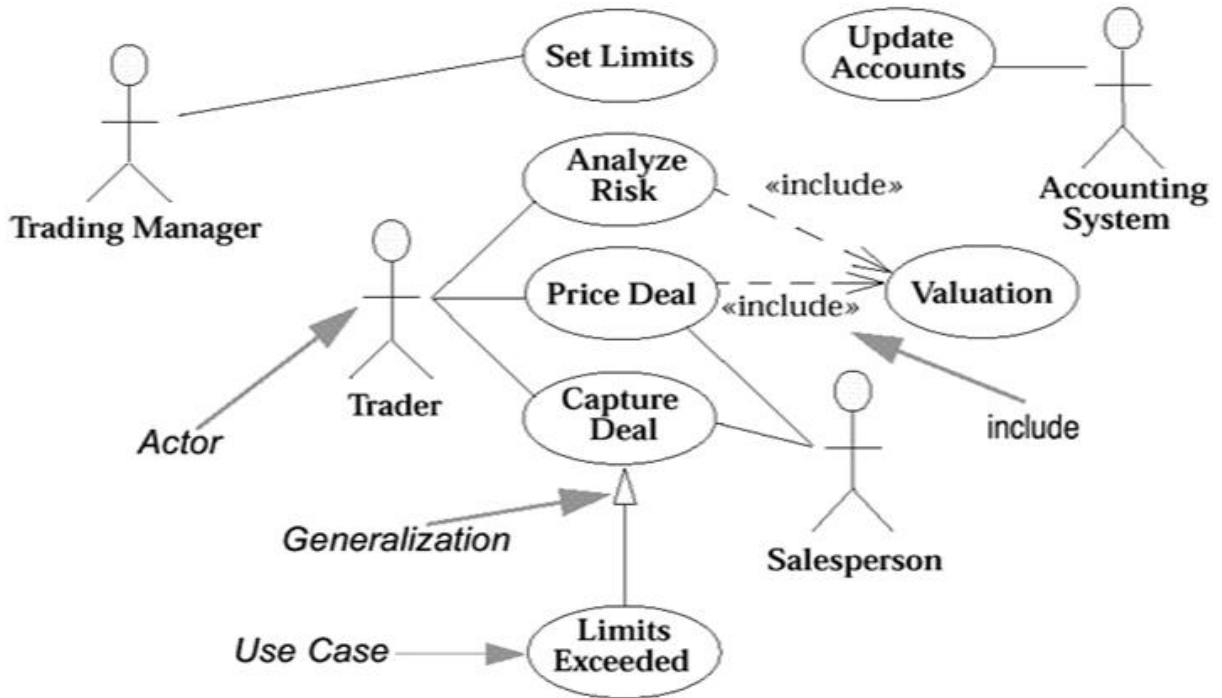 Set Limits
Update
Accounts
Trading Manager
Analyze
Risk
«include»
Accounting
System
Price Deal
«include»
Valuation
Trader
Capture
Deal
Actor
include
Generalization
Salesperson
Use Case
Limits
Exceeded